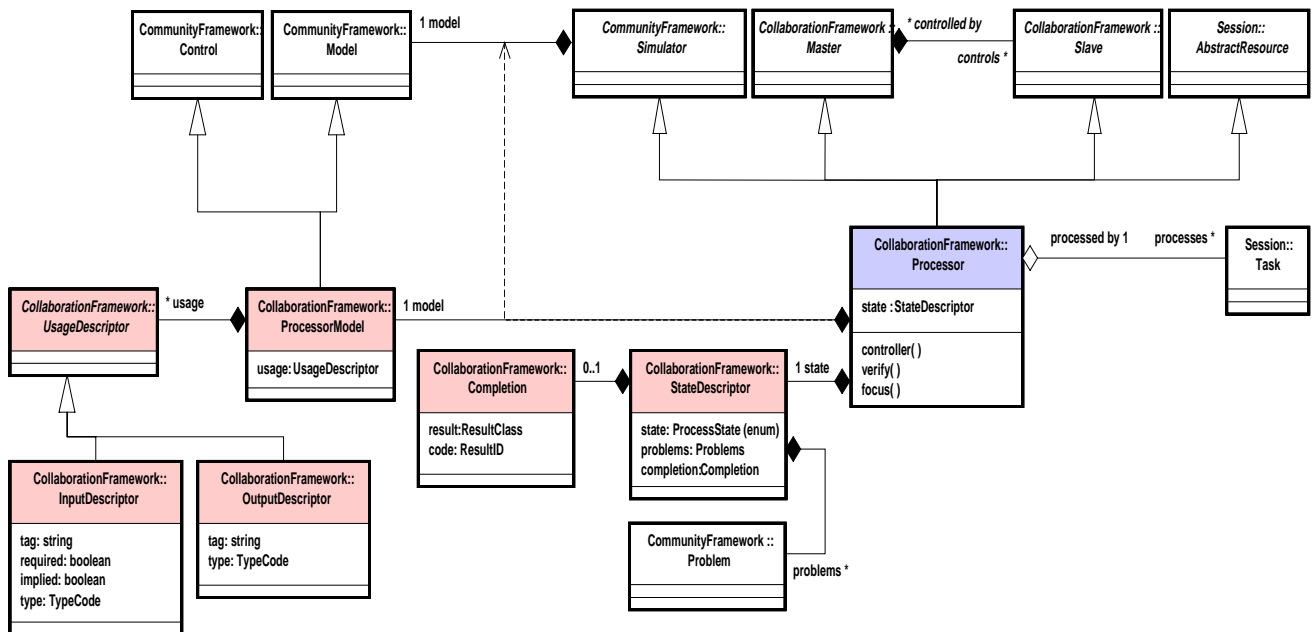 CommunityFramework::
Control
CommunityFramework::
Model
1 model
CommunityFramework::
Simulator
CollaborationFramework::
Master
* controlled by
controls *
CollaborationFramework ::
Slave
Session::
AbstractResource
CollaborationFramework::
Processor
state :StateDescriptor
controller( )
verify( )
focus( )
processed by 1
processes *
Session::
Task
CollaborationFramework::
UsageDescriptor
* usage
CollaborationFramework::
ProcessorModel
usage:UsageDescriptor
1 model
CollaborationFramework::
Completion
result:ResultClass
code: ResultID
0..1
CollaborationFramework::
StateDescriptor
state: ProcessState (enum)
problems: Problems
completion:Completion
1 state
CollaborationFramework::
InputDescriptor
tag: string
required: boolean
implied: boolean
type: TypeCode
CollaborationFramework::
OutputDescriptor
tag: string
type: TypeCode
CommunityFramework ::
Problem
problems *